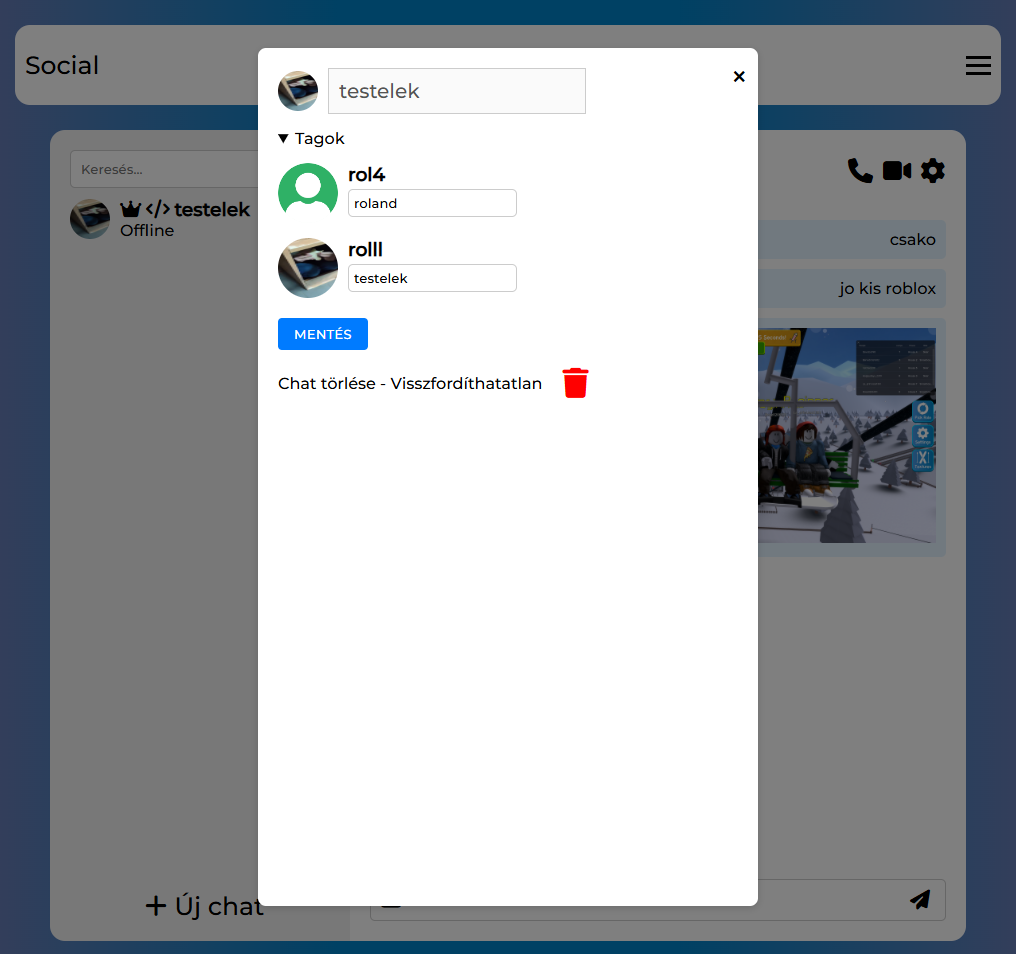 Social
testelek
Tagok
rol4
roland
rolll
testelek
MENTÉS
Chat törlése - Visszfordíthatatlan
Keresés...
</> testelek
Offline
csako
jo kis roblox
Új chat